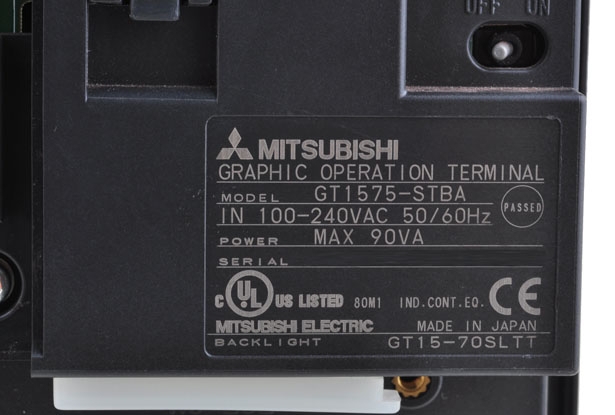 OFF ON
MITSUBISHI
GRAPHIC OPERATION TERMINAL
MODEL GT1575-STBA
IN 100-240VAC 50/60Hz
PASSED
POWER MAX 90VA
SERIAL
C UL US LISTED 80M1 IND.CONT.EQ. CE
MITSUBISHI ELECTRIC MADE IN JAPAN
BACKLIGHT GT15-70SLTT